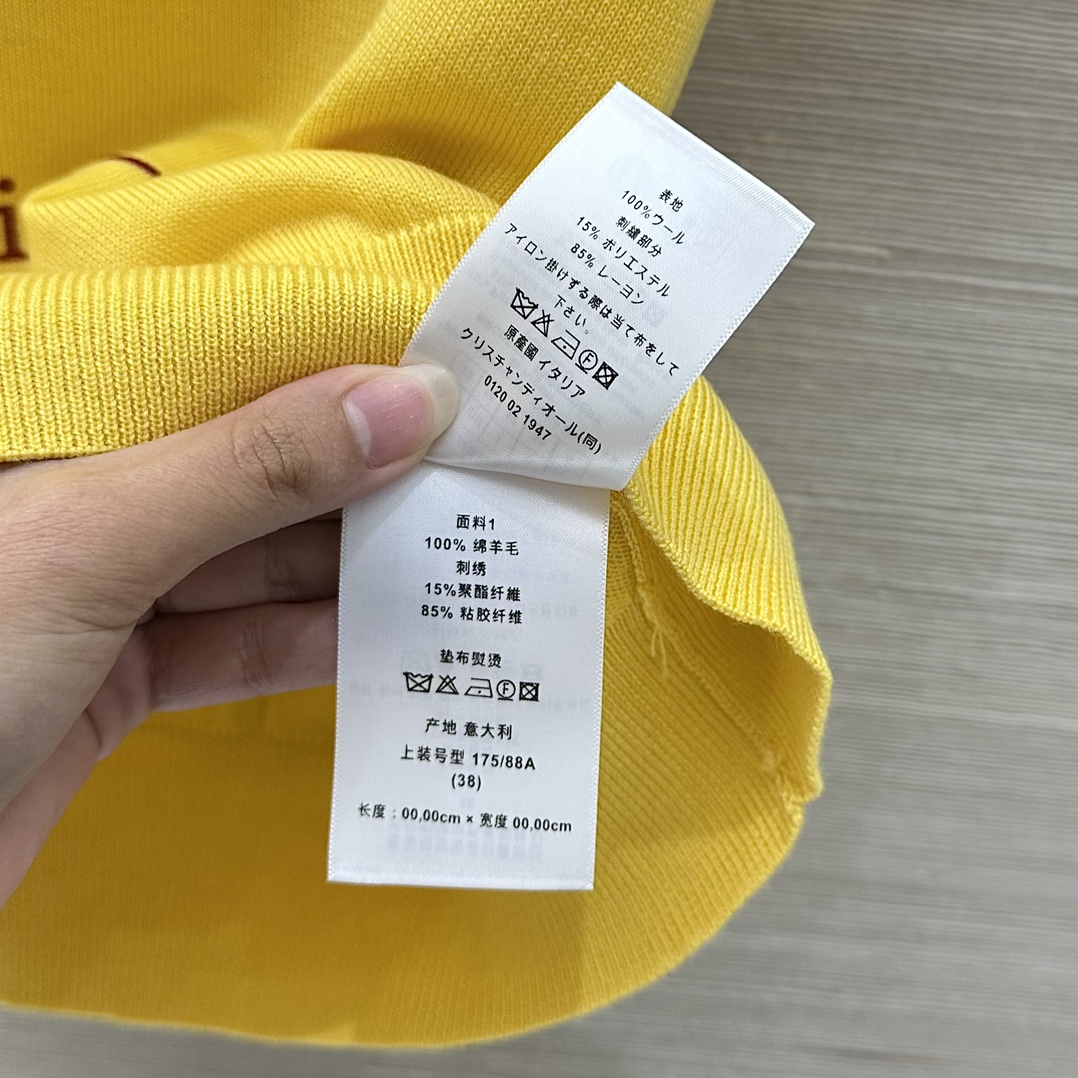 i
表地
100%ウール
刺繍部分
15% ポリエステル
85% レーヨン
アイロン掛けずる際は当て布をして
下さい。
F
原產國 イタリア
クリスチャンディオール(同)
0120 02 1947
面料1
100% 绵羊毛
刺绣
15%聚酯纤維
85% 粘胶纤维
垫布熨烫
F
产地 意大利
上装号型 175/88A
(38)
长度：00,00cm × 宽度 00,00cm